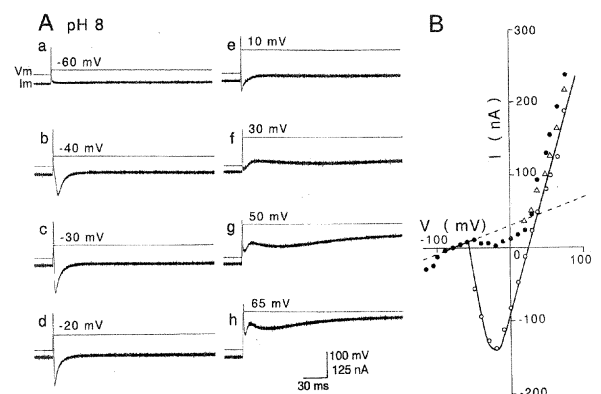 A pH 8
a
-60 mV
Vm
Im
b
-40 mV
c
-30 mV
d
-20 mV
e
10 mV
f
30 mV
g
50 mV
h
65 mV
100 mV
125 nA
30 ms
B
300
200
100
I ( nA )
V ( mV )
-100
0
100
-100
-200